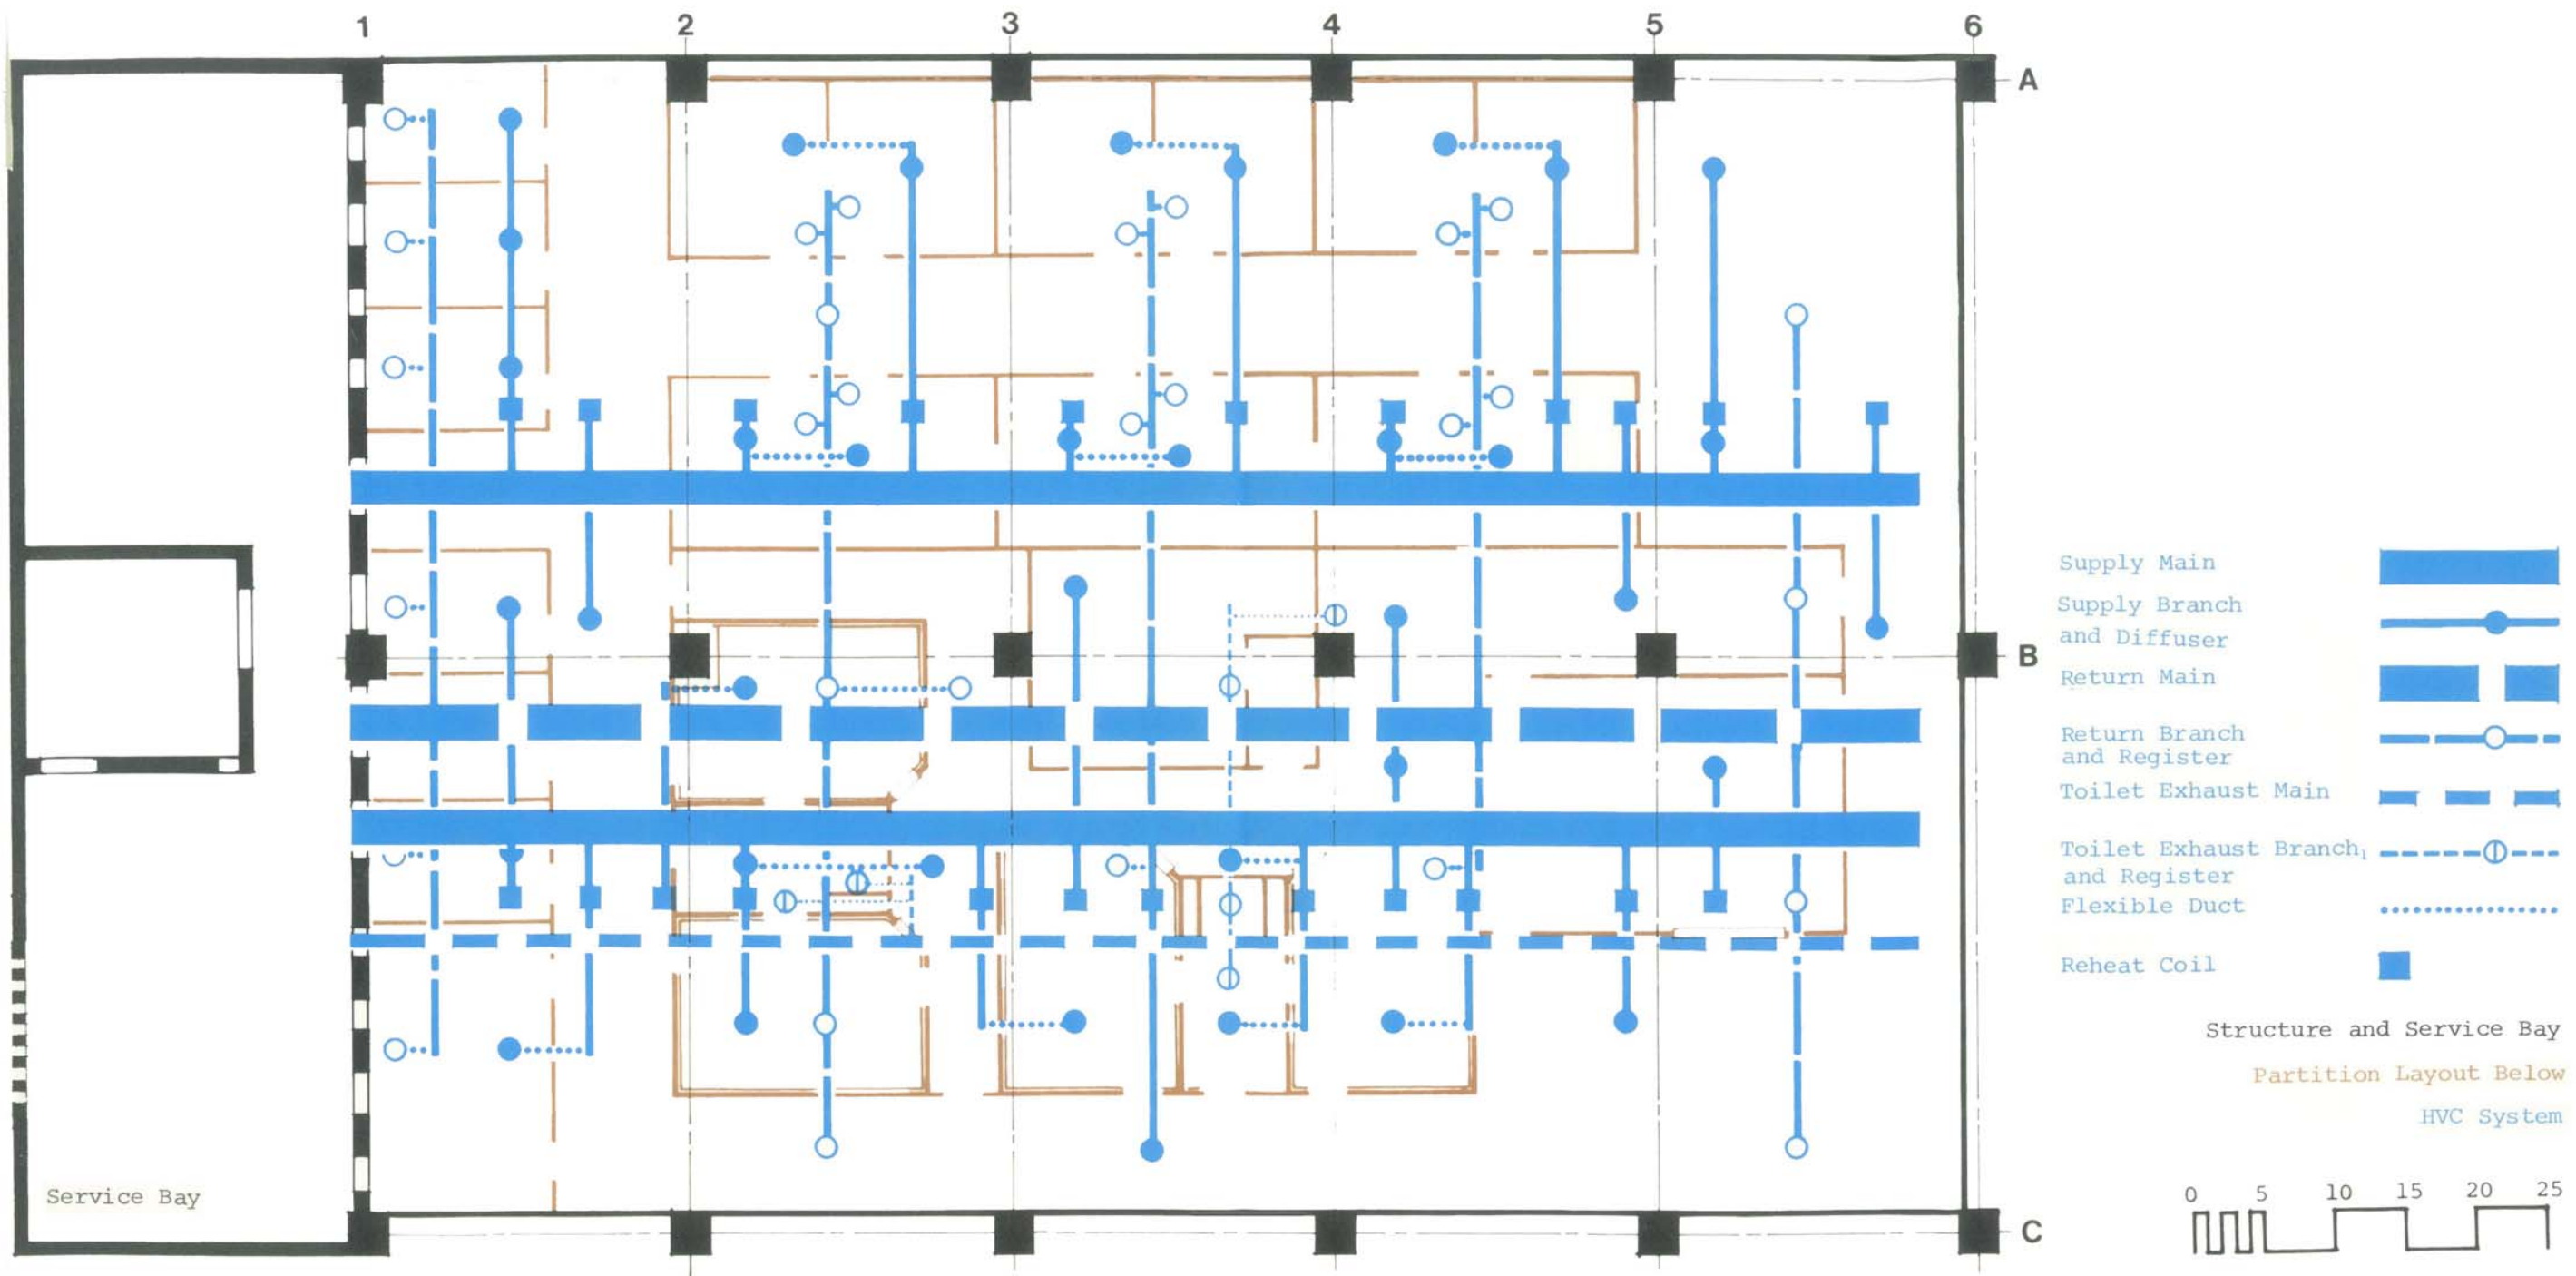 1 2 3 4 5 6
A
B
C
Service Bay
Supply Main
Supply Branch
and Diffuser
Return Main
Return Branch
and Register
Toilet Exhaust Main
Toilet Exhaust Branch
and Register
Flexible Duct
Reheat Coil
Structure and Service Bay
Partition Layout Below
HVC System
0 5 10 15 20 25